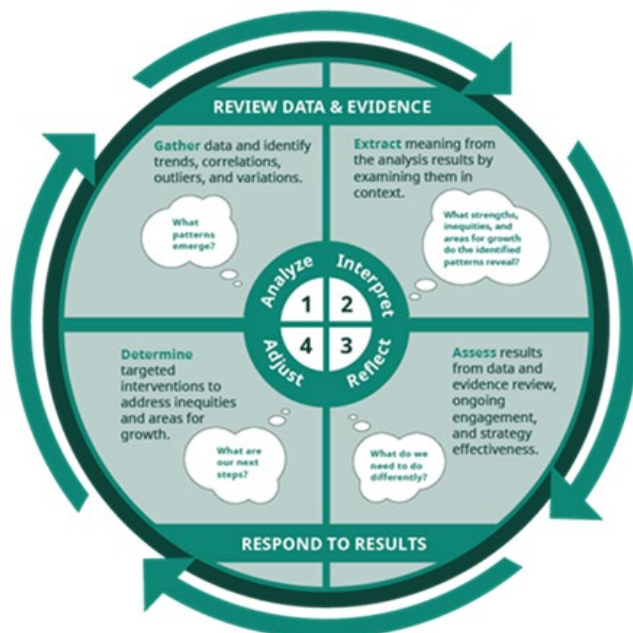 REVIEW DATA & EVIDENCE
Gather data and identify
trends, correlations,
outliers, and variations.
What
patterns
emerge?
Extract meaning from
the analysis results by
examining them in
context.
What strengths,
inequities, and
areas for growth
do the identified
patterns reveal?
Analyze
Interpret
1
2
4
3
Adjust
Reflect
Determine
targeted
interventions to
address inequities
and areas for
growth.
What are
our next
steps?
Assess results
from data and
evidence review,
ongoing
engagement,
and strategy
effectiveness.
What do we
need to do
differently?
RESPOND TO RESULTS